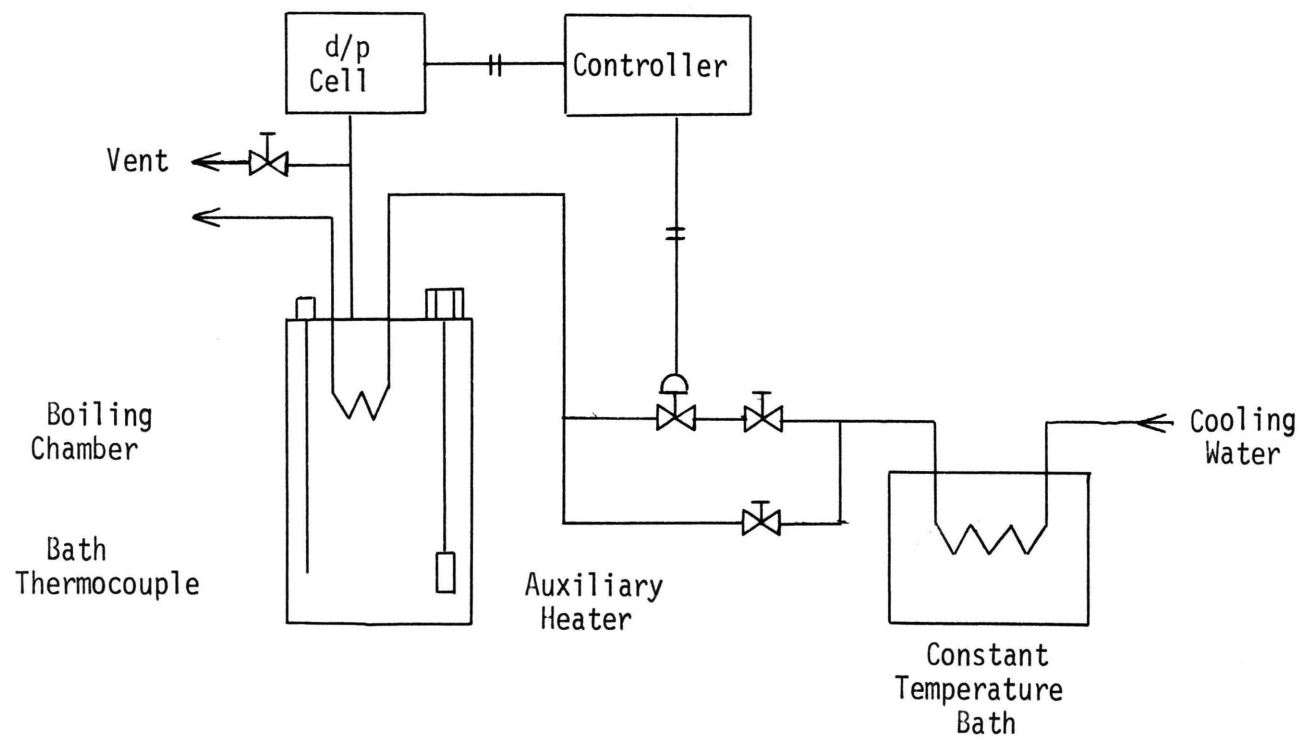 d/p
Cell
Controller
Vent
Boiling
Chamber
Cooling
Water
Bath
Thermocouple
Auxiliary
Heater
Constant
Temperature
Bath